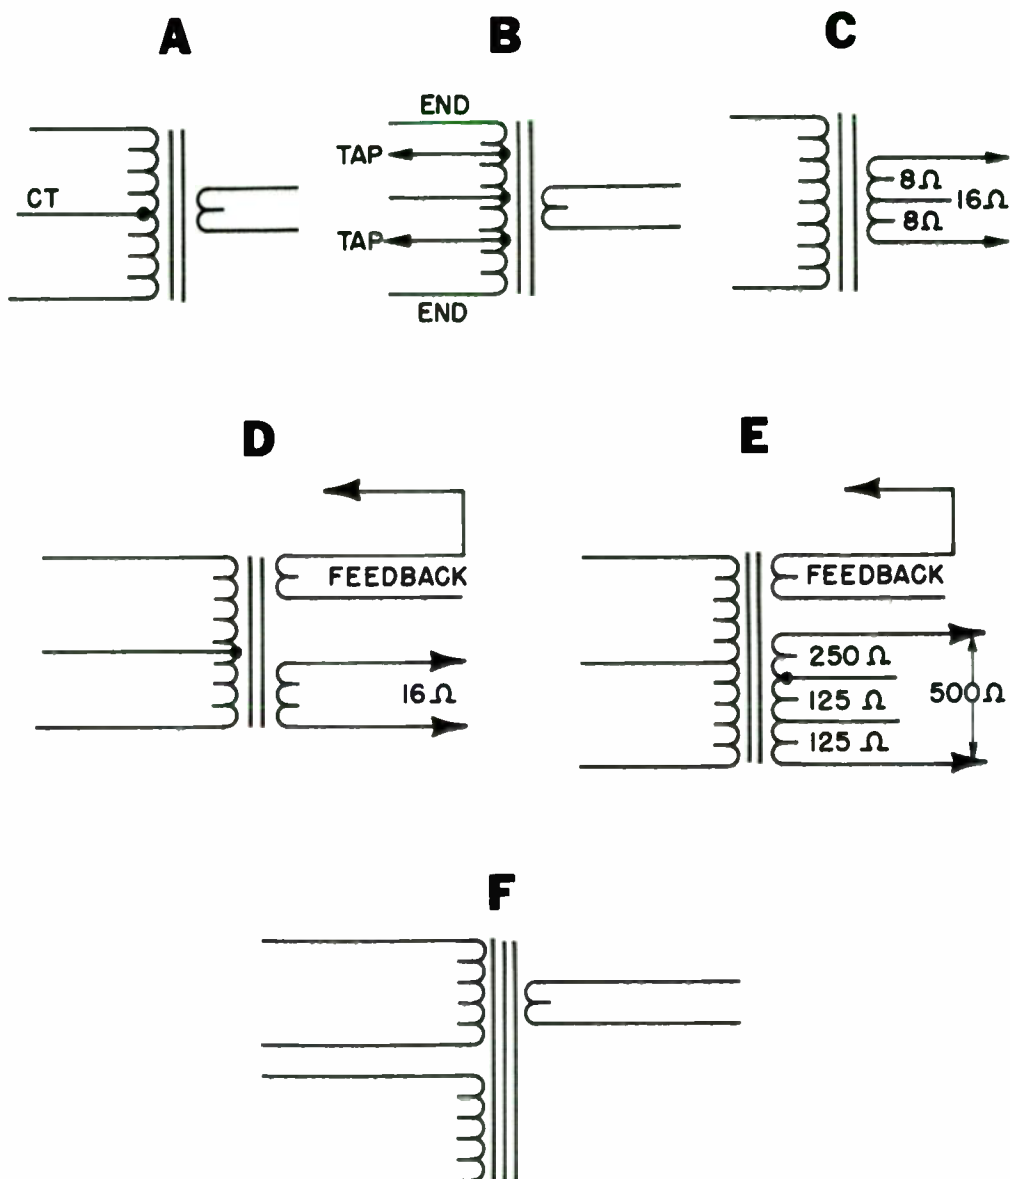 A
B
C
END
TAP
CT
TAP
END
8Ω
16Ω
8Ω
D
E
FEEDBACK
16Ω
FEEDBACK
250 Ω
125 Ω
500Ω
125 Ω
F